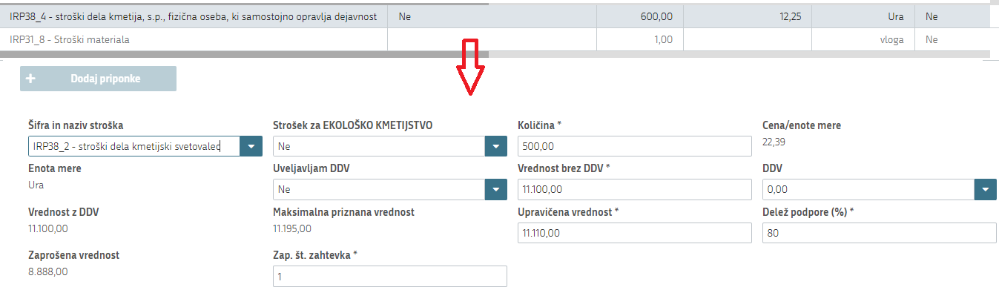 IRP38_4 - stroški dela kmetija, s.p., fizična oseba, ki samostojno opravlja dejavnost Ne 600,00 12,25 Ura Ne
IRP31_8 - Stroški materiala 1,00 vloga Ne
+ Dodaj priponke
Šifra in naziv stroška Strošek za EKOLOŠKO KMETIJSTVO Količina * Cena/enote mere
IRP38_2 - stroški dela kmetijski svetovalec Ne 500,00 22,39
Enota mere Uveljavljam DDV Vrednost brez DDV * DDV
Ura Ne 11.100,00 0,00
Vrednost z DDV Maksimalna priznana vrednost Upravičena vrednost * Delež podpore (%) *
11.100,00 11.195,00 11.110,00 80
Zaprošena vrednost Zap. št. zahtevka *
8.888,00 1